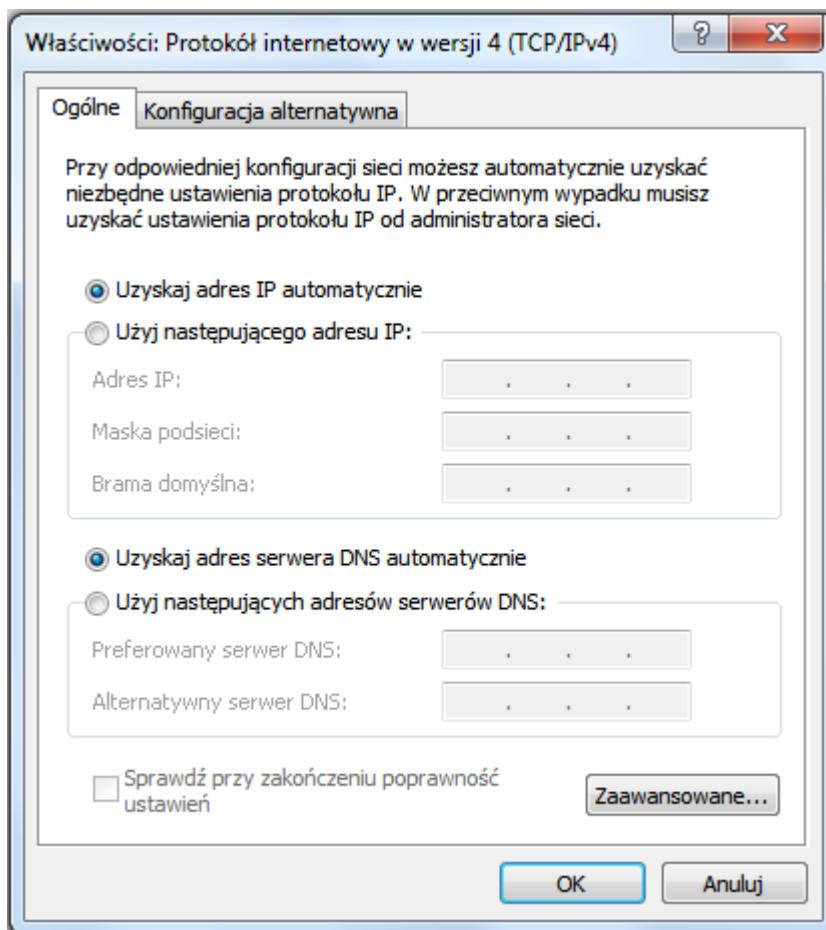 Właściwości: Protokół internetowy w wersji 4 (TCP/IPv4)
Ogólne
Konfiguracja alternatywna
Przy odpowiedniej konfiguracji sieci możesz automatycznie uzyskać
niezbędne ustawienia protokołu IP. W przeciwnym wypadku musisz
uzyskać ustawienia protokołu IP od administratora sieci.
Uzyskaj adres IP automatycznie
Użyj następującego adresu IP:
Adres IP:
Maska podsieci:
Brama domyślna:
Uzyskaj adres serwera DNS automatycznie
Użyj następujących adresów serwerów DNS:
Preferowany serwer DNS:
Alternatywny serwer DNS:
Sprawdź przy zakończeniu poprawność
ustawień
Zaawansowane...
OK
Anuluj